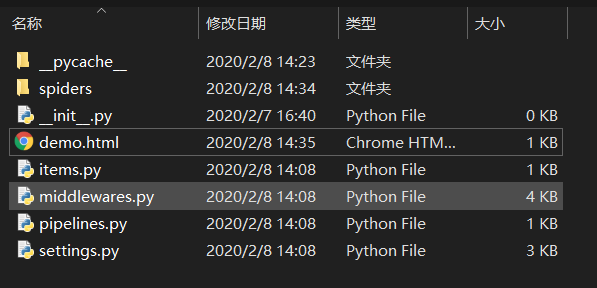 名称 修改日期 类型 大小
__pycache__ 2020/2/8 14:23 文件夹
spiders 2020/2/8 14:34 文件夹
__init__.py 2020/2/7 16:40 Python File 0 KB
demo.html 2020/2/8 14:35 Chrome HTM... 1 KB
items.py 2020/2/8 14:08 Python File 1 KB
middlewares.py 2020/2/8 14:08 Python File 4 KB
pipelines.py 2020/2/8 14:08 Python File 1 KB
settings.py 2020/2/8 14:08 Python File 3 KB